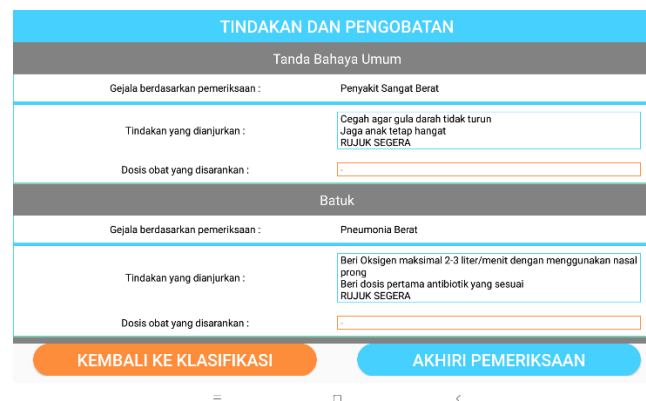 TINDAKAN DAN PENGOBATAN
Tanda Bahaya Umum
Gejala berdasarkan pemeriksaan : Penyakit Sangat Berat
Tindakan yang dianjurkan : Cegah agar gula darah tidak turun
Jaga anak tetap hangat
RUJUK SEGERA
Dosis obat yang disarankan : -
Batuk
Gejala berdasarkan pemeriksaan : Pneumonia Berat
Tindakan yang dianjurkan : Beri Oksigen maksimal 2-3 liter/menit dengan menggunakan nasal
prong
Beri dosis pertama antibiotik yang sesuai
RUJUK SEGERA
Dosis obat yang disarankan : -
KEMBALI KE KLASIFIKASI AKHIRI PEMERIKSAAN